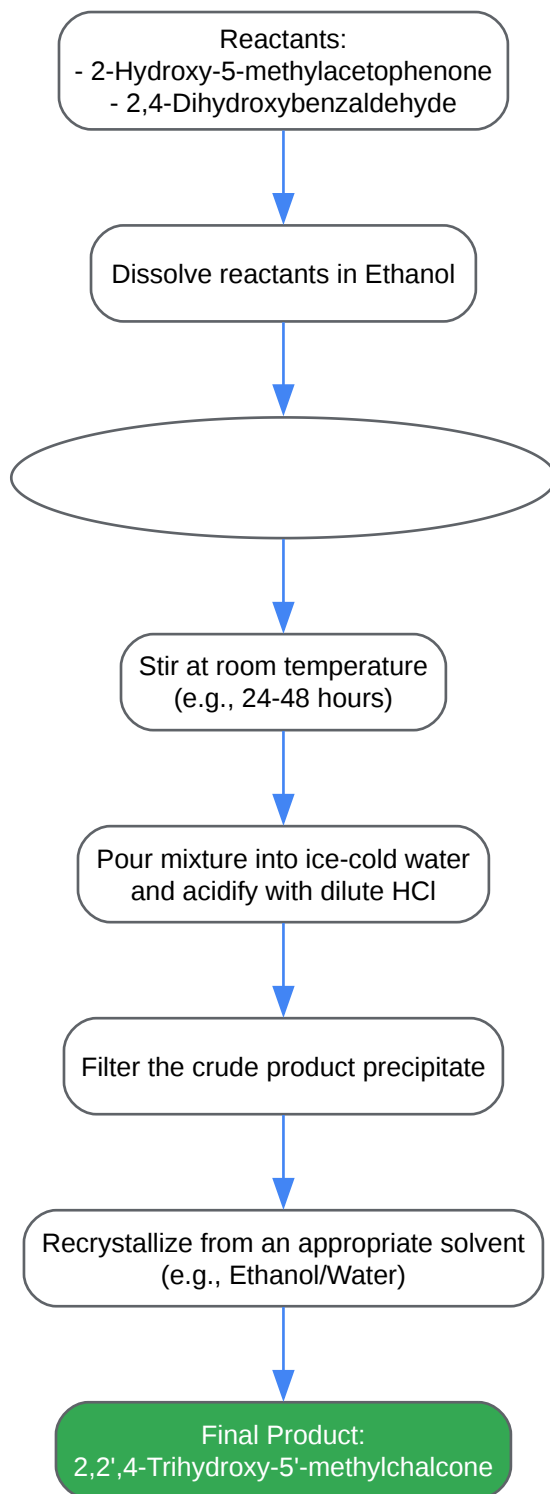 Reactants:
- 2-Hydroxy-5-methylacetophenone
- 2,4-Dihydroxybenzaldehyde
Dissolve reactants in Ethanol
Stir at room temperature
(e.g., 24-48 hours)
Pour mixture into ice-cold water
and acidify with dilute HCl
Filter the crude product precipitate
Recrystallize from an appropriate solvent
(e.g., Ethanol/Water)
Final Product:
2,2',4-Trihydroxy-5'-methylchalcone